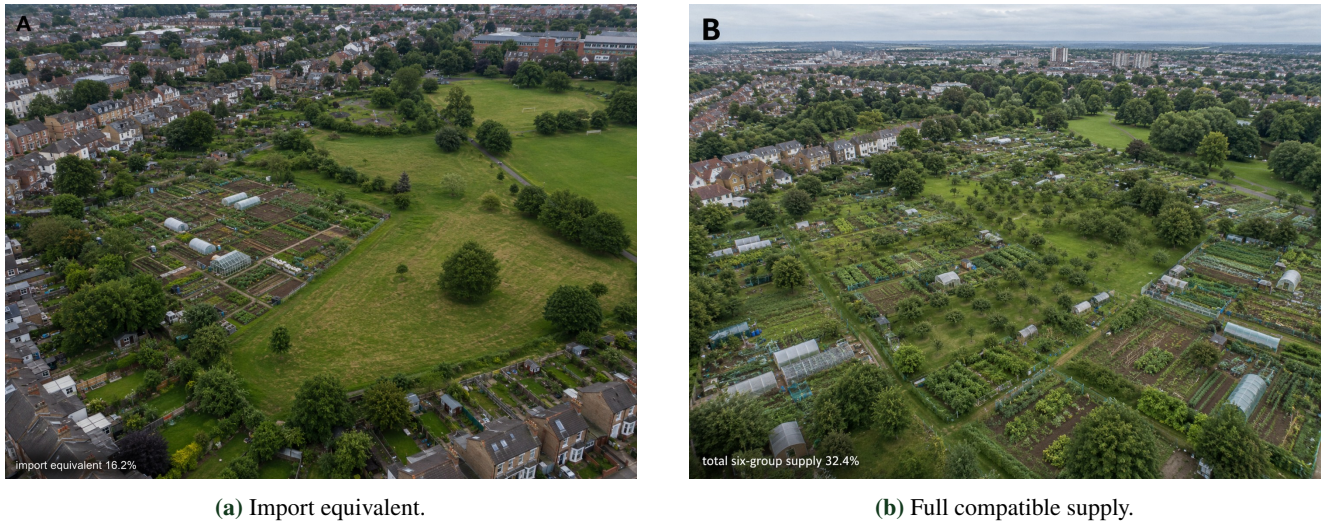 A
B
import equivalent 16.2%
total six-group supply 32.4%
(a) Import equivalent.
(b) Full compatible supply.